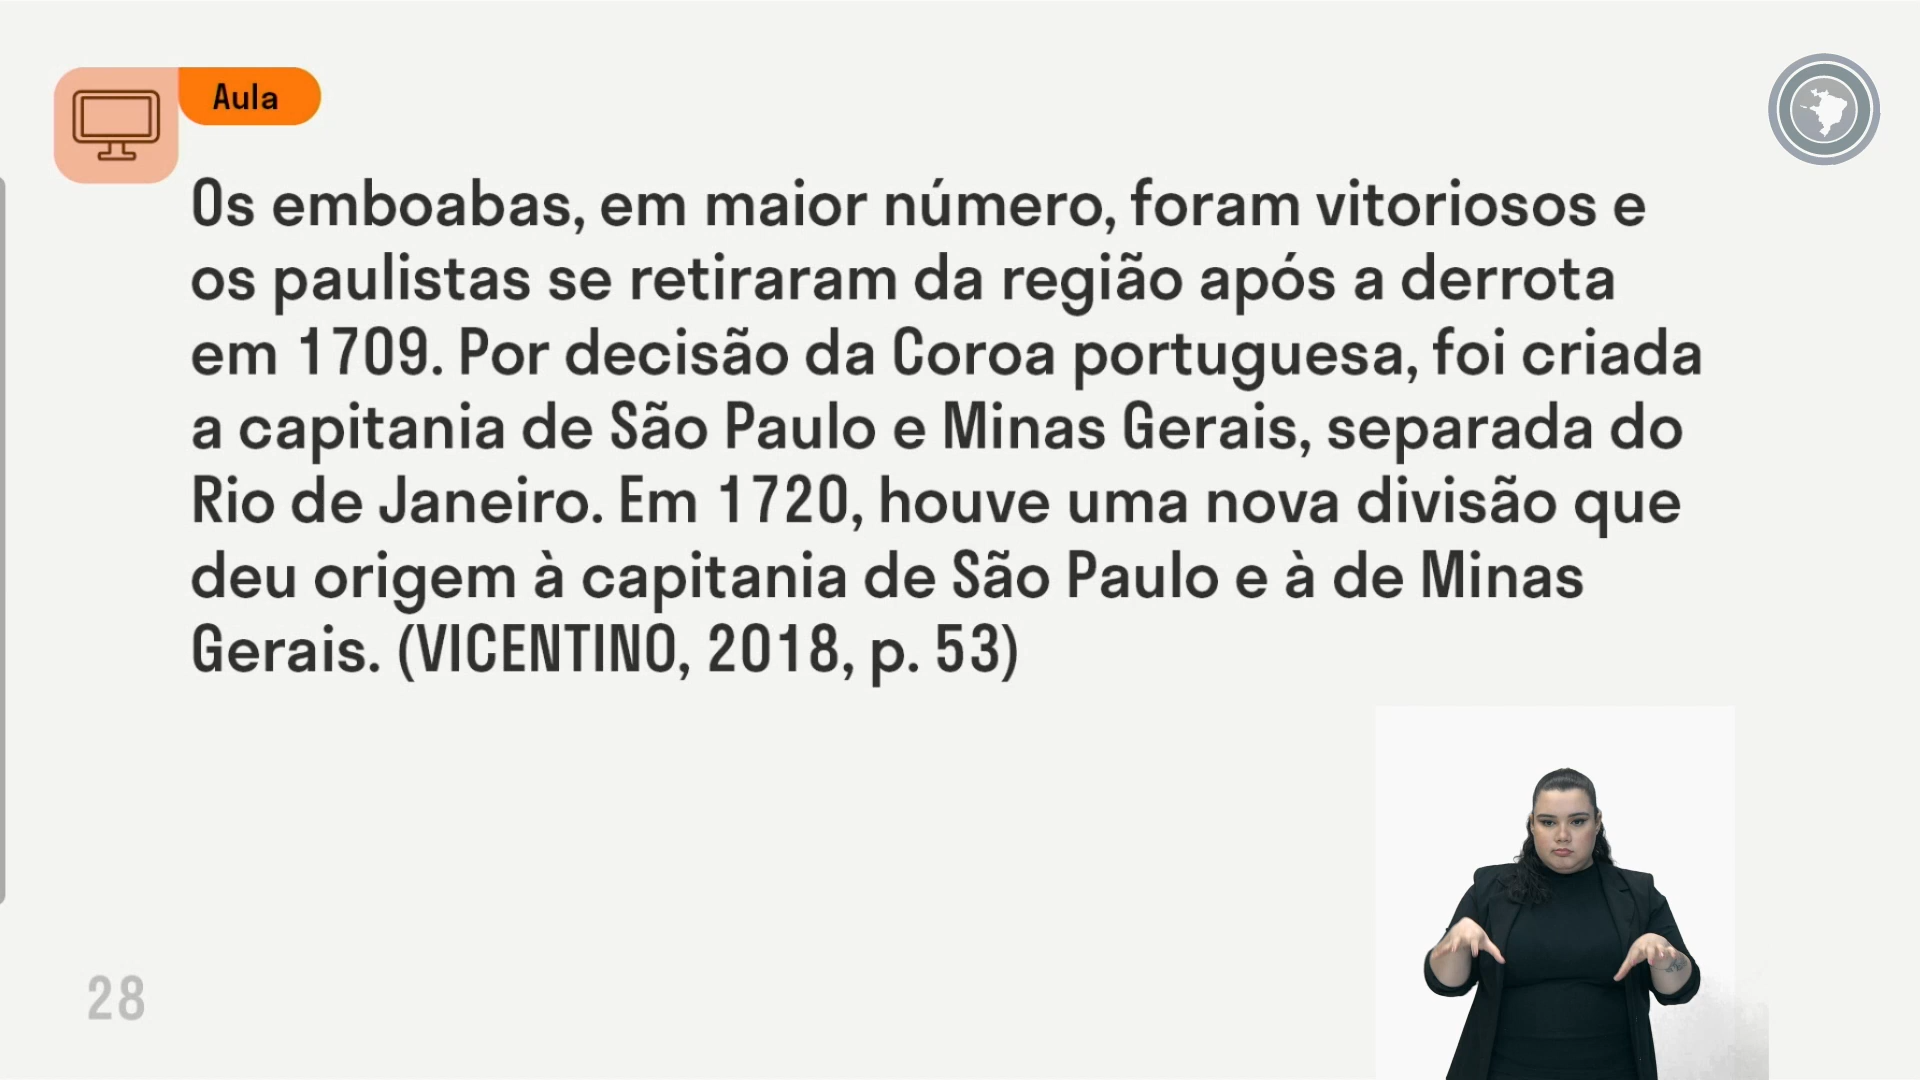 Aula
Os emboabas, em maior número, foram vitoriosos e
os paulistas se retiraram da região após a derrota
em 1709. Por decisão da Coroa portuguesa, foi criada
a capitania de São Paulo e Minas Gerais, separada do
Rio de Janeiro. Em 1720, houve uma nova divisão que
deu origem à capitania de São Paulo e à de Minas
Gerais. (VICENTINO, 2018, p. 53)
28